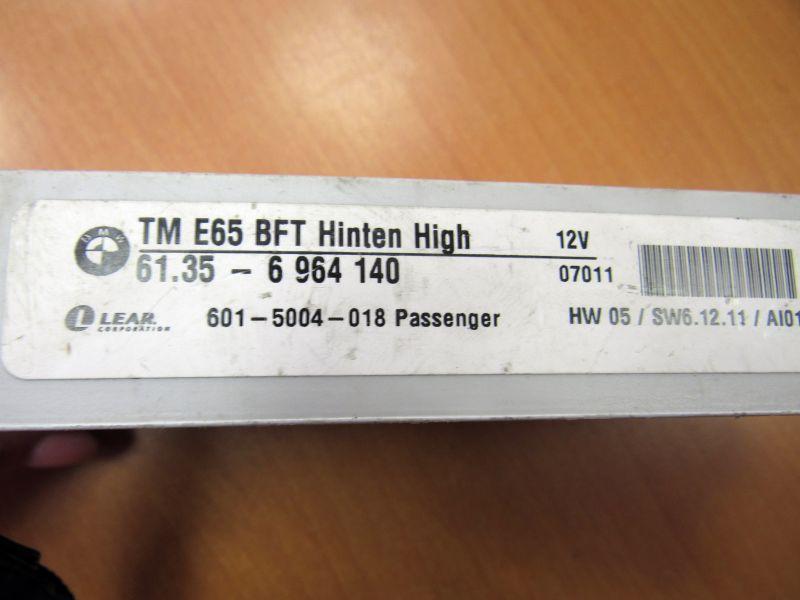 BMW
TM E65 BFT Hinten High 12V
61.35 - 6 964 140 07011
LEAR CORPORATION
601-5004-018 Passenger HW 05 / SW6.12.11 / AI01